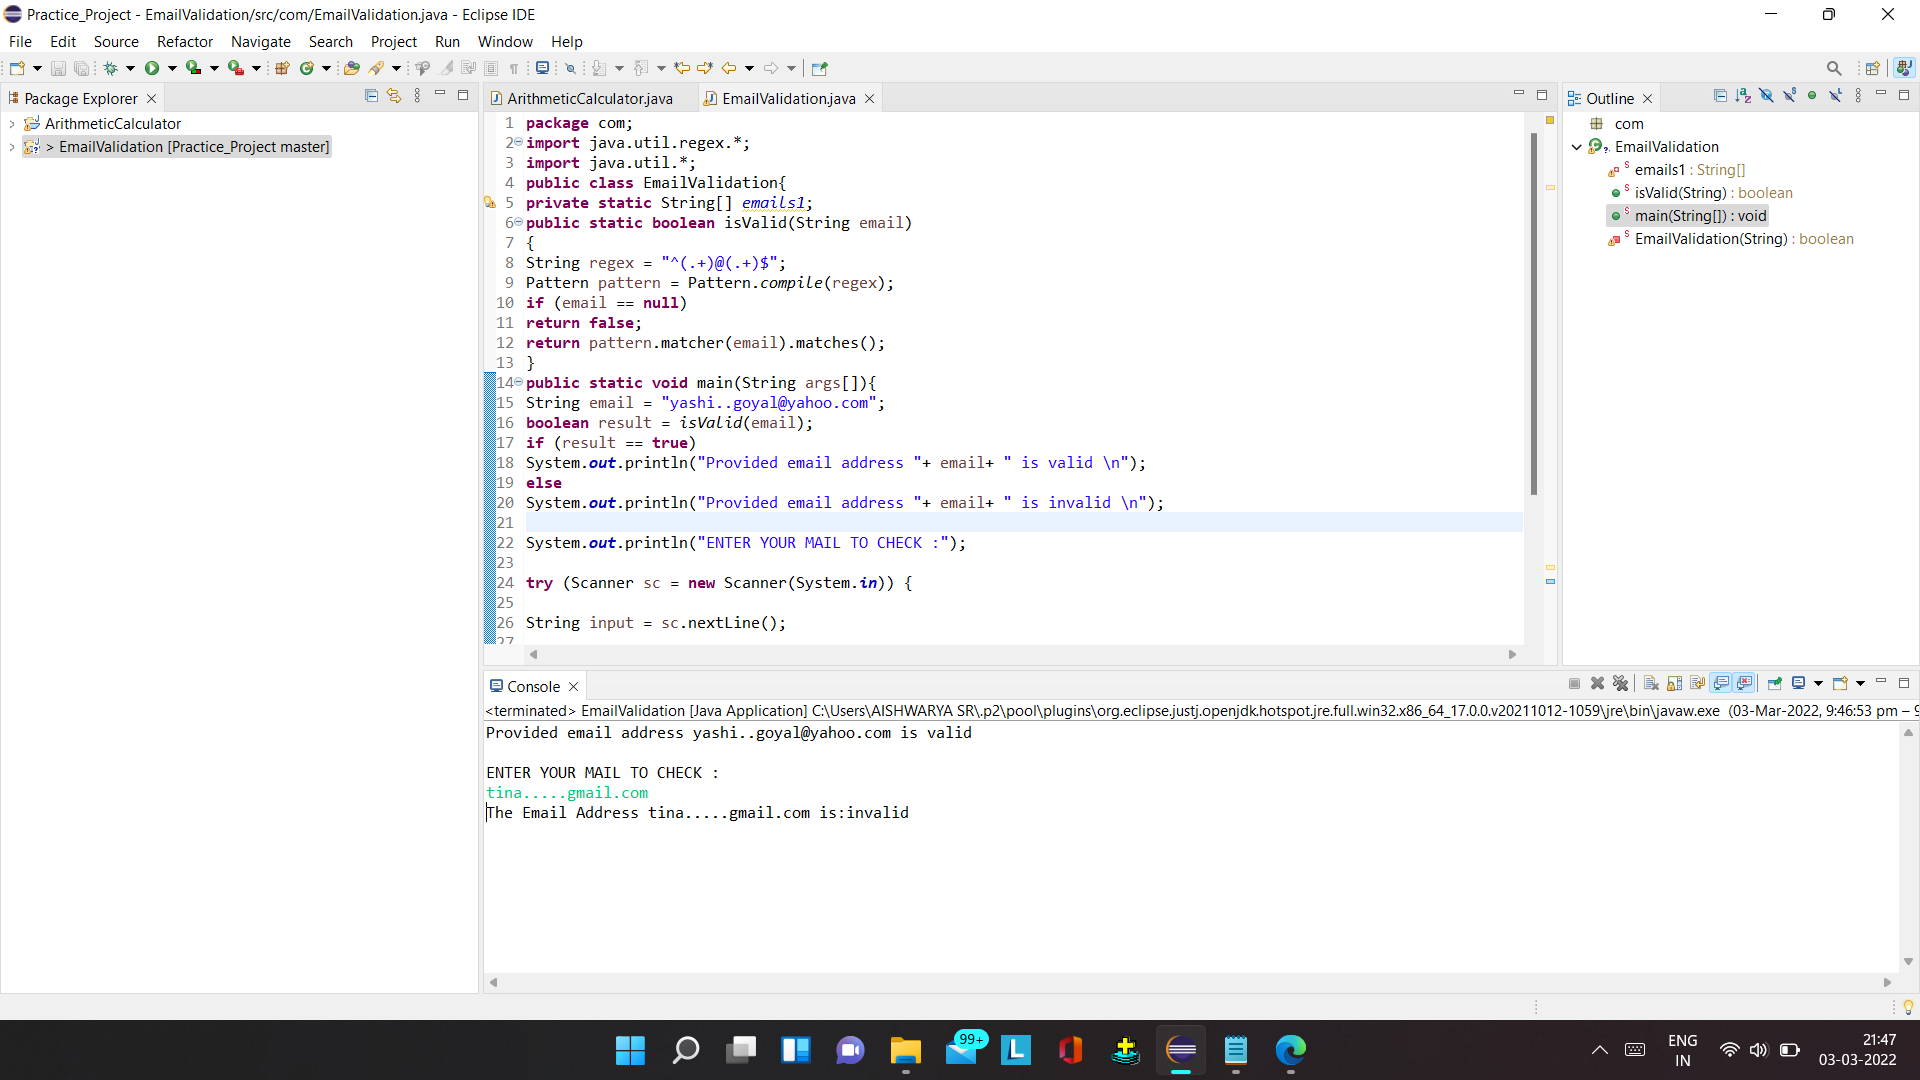 Practice_Project - EmailValidation/src/com/EmailValidation.java - Eclipse IDE
File Edit Source Refactor Navigate Search Project Run Window Help
Package Explorer
ArithmeticCalculator
> EmailValidation [Practice_Project master]
ArithmeticCalculator.java EmailValidation.java
1 package com;
2 import java.util.regex.*;
3 import java.util.*;
4 public class EmailValidation{
5 private static String[] emails1;
6 public static boolean isValid(String email)
7 {
8 String regex = "^(.+)@(.+)$";
9 Pattern pattern = Pattern.compile(regex);
10 if (email == null)
11 return false;
12 return pattern.matcher(email).matches();
13 }
14 public static void main(String args[]){
15 String email = "yashi..goyal@yahoo.com";
16 boolean result = isValid(email);
17 if (result == true)
18 System.out.println("Provided email address "+ email+ " is valid \n");
19 else
20 System.out.println("Provided email address "+ email+ " is invalid \n");
21
22 System.out.println("ENTER YOUR MAIL TO CHECK :");
23
24 try (Scanner sc = new Scanner(System.in)) {
25
26 String input = sc.nextLine();
27
Outline
com
EmailValidation
emails1 : String[]
isValid(String) : boolean
main(String[]) : void
EmailValidation(String) : boolean
Console
<terminated> EmailValidation [Java Application] C:\Users\AISHWARYA SR\.p2\pool\plugins\org.eclipse.justj.openjdk.hotspot.jre.full.win32.x86_64_17.0.0.v20211012-1059\jre\bin\javaw.exe (03-Mar-2022, 9:46:53 pm – 9
Provided email address yashi..goyal@yahoo.com is valid
ENTER YOUR MAIL TO CHECK :
tina.....gmail.com
The Email Address tina.....gmail.com is:invalid
99+
ENG
IN
21:47
03-03-2022